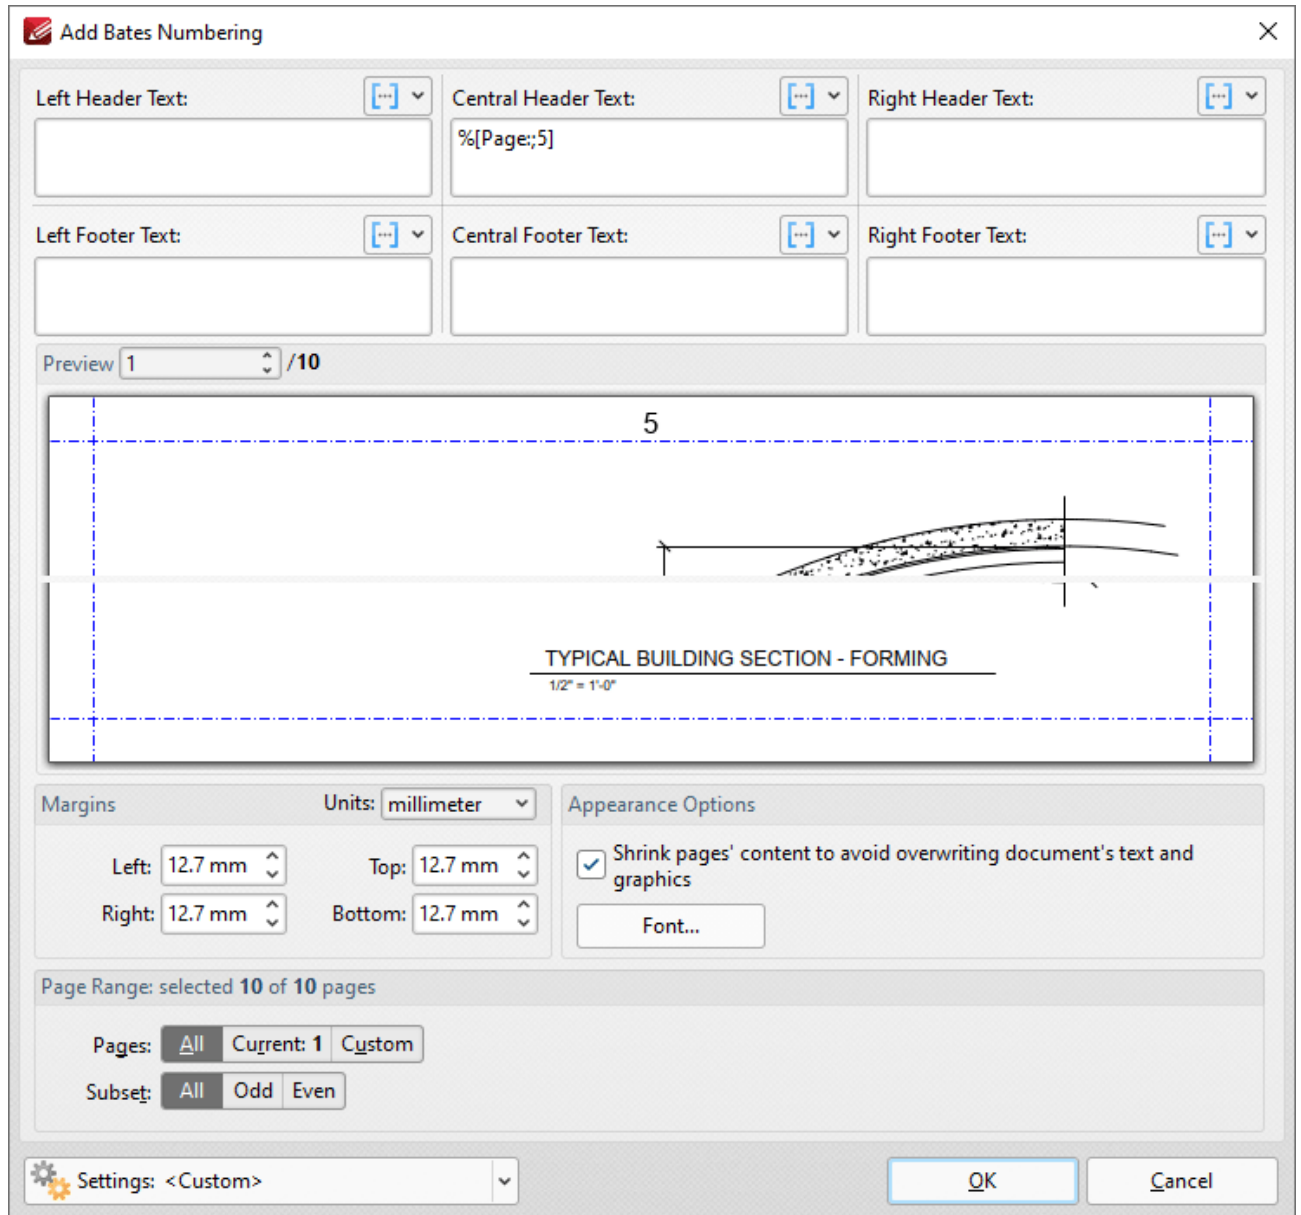 Add Bates Numbering
Left Header Text:
Central Header Text:
Right Header Text:
%[Page:;5]
Left Footer Text:
Central Footer Text:
Right Footer Text:
Preview 1 /10
5
TYPICAL BUILDING SECTION - FORMING
1/2" = 1'-0"
Margins
Units: millimeter
Left: 12.7 mm
Top: 12.7 mm
Right: 12.7 mm
Bottom: 12.7 mm
Appearance Options
Shrink pages' content to avoid overwriting document's text and
graphics
Font...
Page Range: selected 10 of 10 pages
Pages: All Current: 1 Custom
Subset: All Odd Even
Settings: <Custom>
OK
Cancel